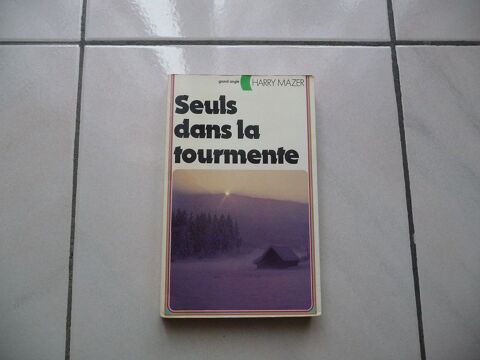 grand angle HARRY MAZER
Seuls
dans la
tourmente